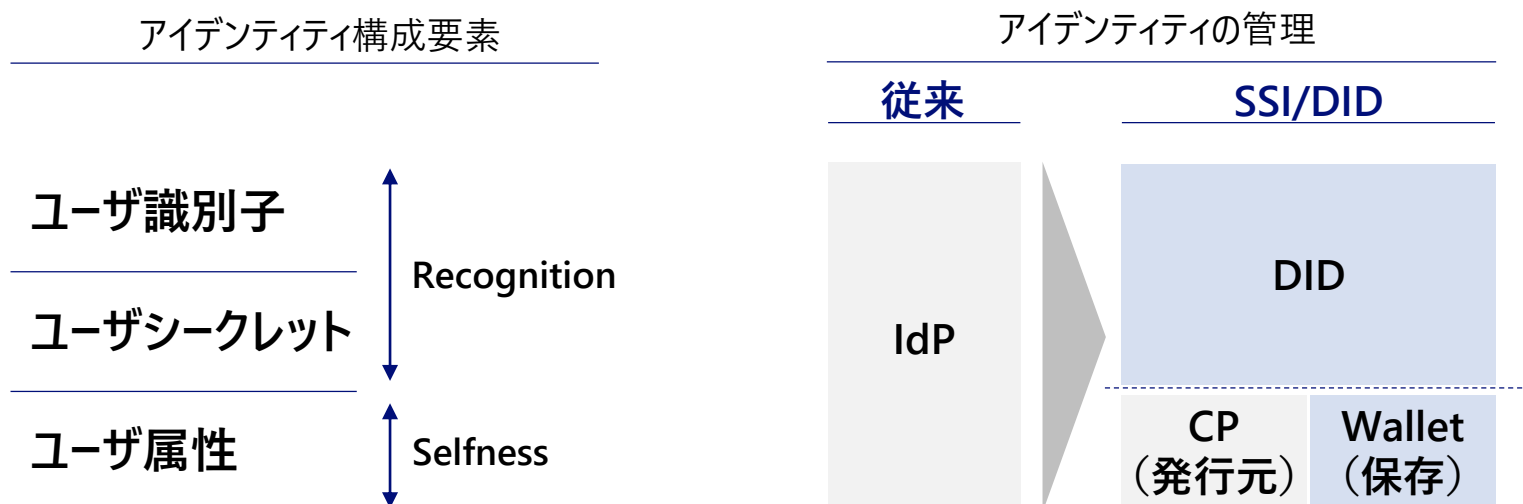 アイデンティティ構成要素
アイデンティティの管理
従来
SSI/DID
ユーザ識別子
ユーザシークレット
ユーザ属性
Recognition
Selfness
IdP
DID
CP
（発行元）
Wallet
（保存）